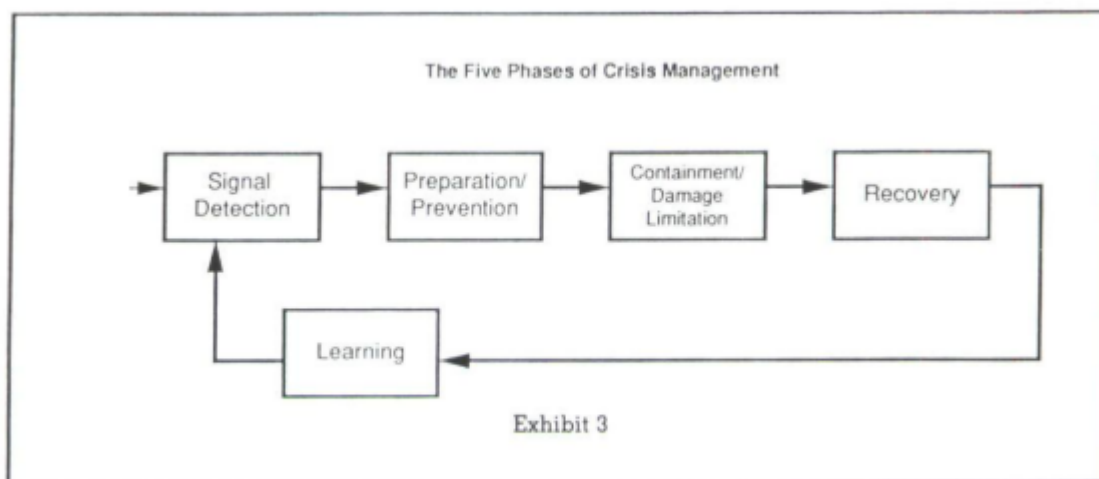 The Five Phases of Crisis Management
Signal
Detection
Preparation/
Prevention
Containment/
Damage
Limitation
Recovery
Learning
Exhibit 3